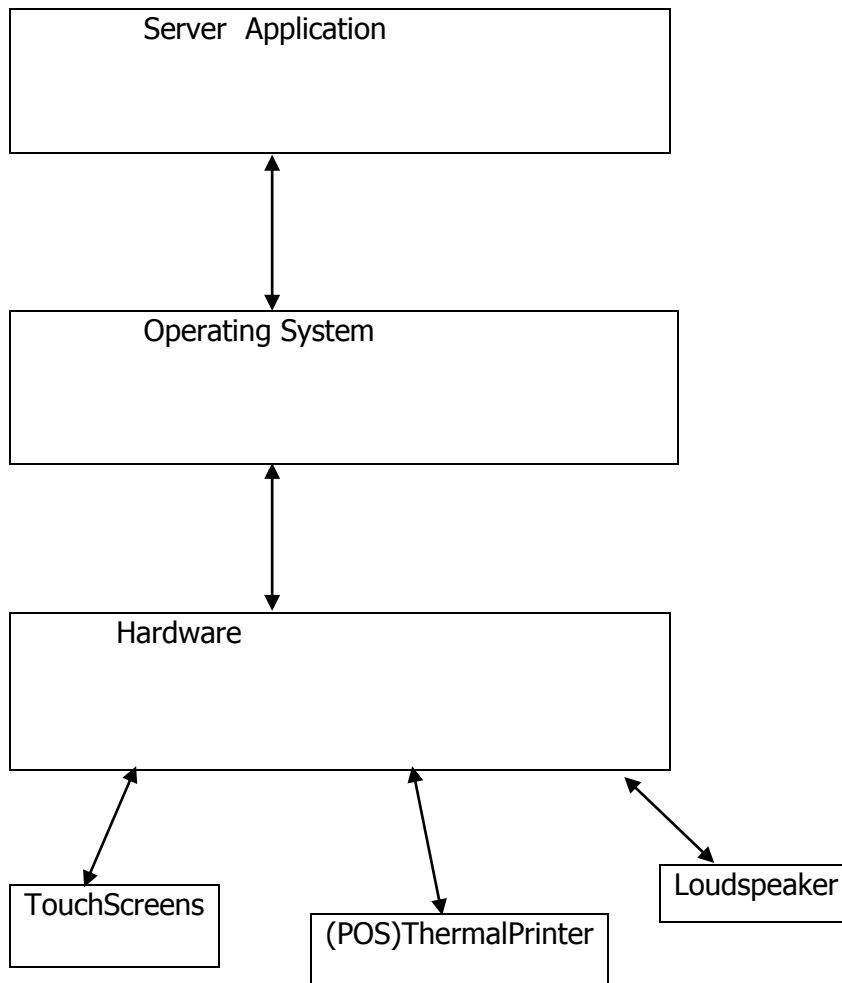 Server Application
Operating System
Hardware
TouchScreens
(POS)ThermalPrinter
Loudspeaker